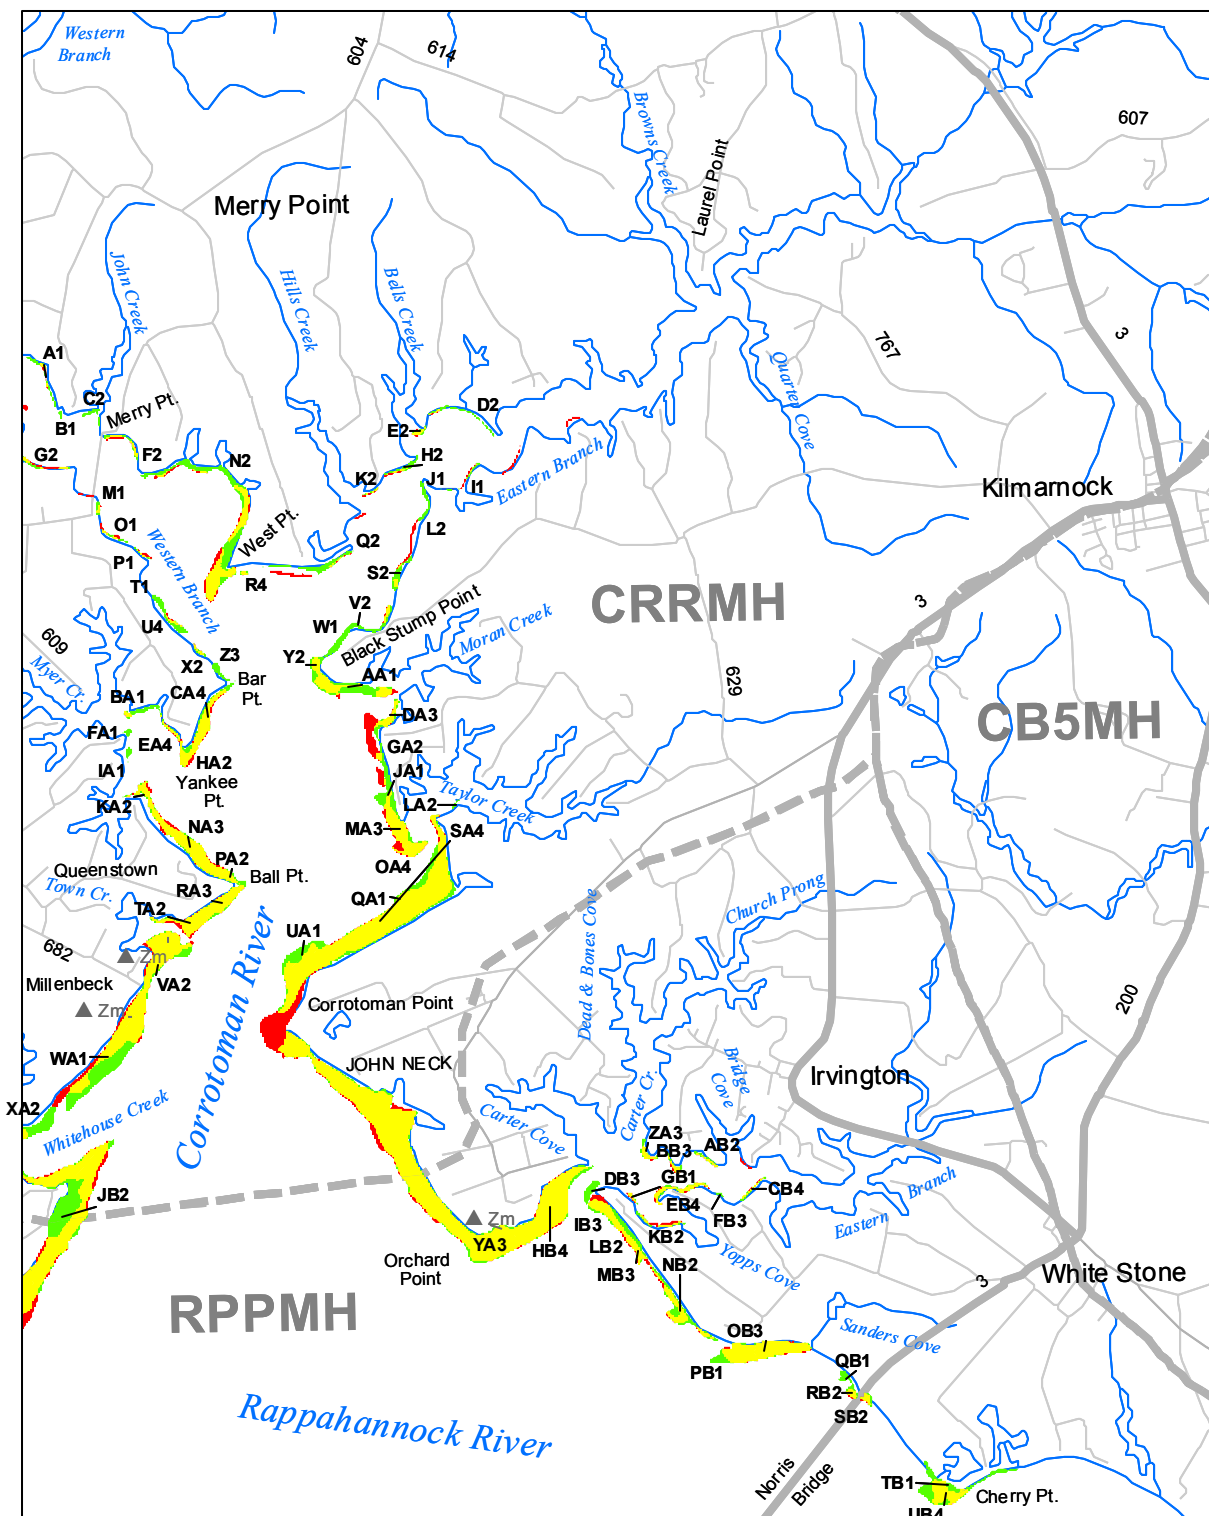 Western
Branch
604
614
Browns Creek
607
Laurel Point
Merry Point
John Creek
Hills Creek
Bells Creek
3
767
Quarter Cove
A1
C2
B1
Merry Pt.
D2
E2
G2
F2
N2
H2
K2
J1
I1
Eastern Branch
M1
Kilmarnock
O1
West Pt.
L2
Q2
P1
Western Branch
R4
S2
T1
CRRMH
3
V2
W1
U4
Black Stump Point
Moran Creek
609
Y2
Z3
X2
Myer Cr.
Bar
Pt.
AA1
629
BA1
CA4
DA3
CB5MH
FA1
EA4
GA2
HA2
IA1
JA1
Yankee
Pt.
KA2
LA2
Taylor Creek
NA3
MA3
SA4
PA2
OA4
Queenstown
Ball Pt.
Town Cr.
RA3
QA1
Church Prong
TA2
Dead & Bones Cove
UA1
682
Zm
Millenbeck
VA2
Corrotoman Point
200
Zm
Corrotoman River
WA1
JOHN NECK
Bridge
Cove
Irvington
XA2
Whitehouse Creek
Carter Cove
Carter Cr.
ZA3
BB3
AB2
JB2
DB3
GB1
CB4
Branch
EB4
FB3
Eastern
Zm
IB3
KB2
YA3
HB4
LB2
Yopps Cove
Orchard
Point
MB3
NB2
3
White Stone
RPPMH
OB3
Sanders Cove
PB1
QB1
RB2
SB2
Rappahannock River
Norris
Bridge
TB1
Cherry Pt.
UB4